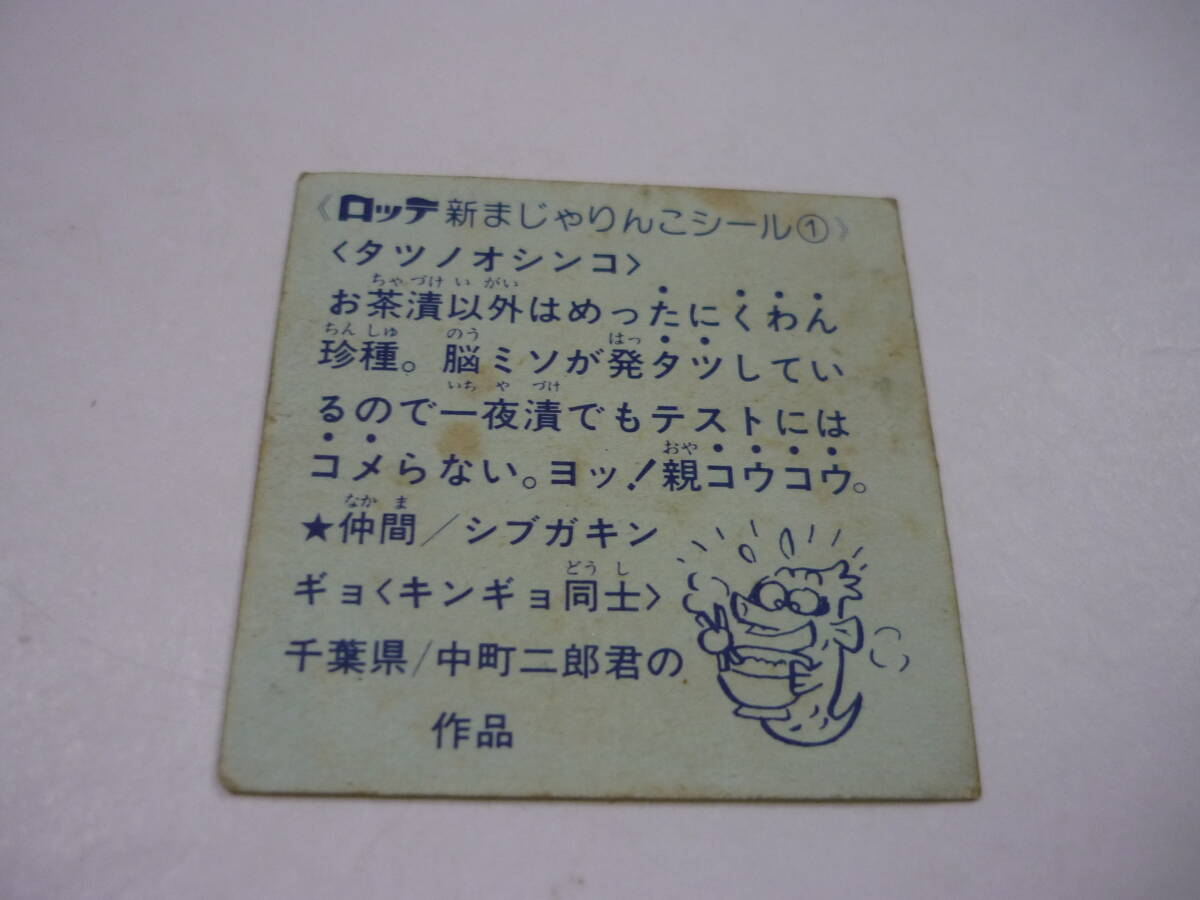 《ロッテ新まじゃりんこシール①》
<タツノオシンコ>
お茶漬以外はめったにくわん
珍種。脳ミソが発タツしてい
るので一夜漬でもテストには
コメらない。ヨッ!親コウコウ。
★仲間/シブガキン
ギョ<キンギョ同士>
千葉県/中町二郎君の
作品